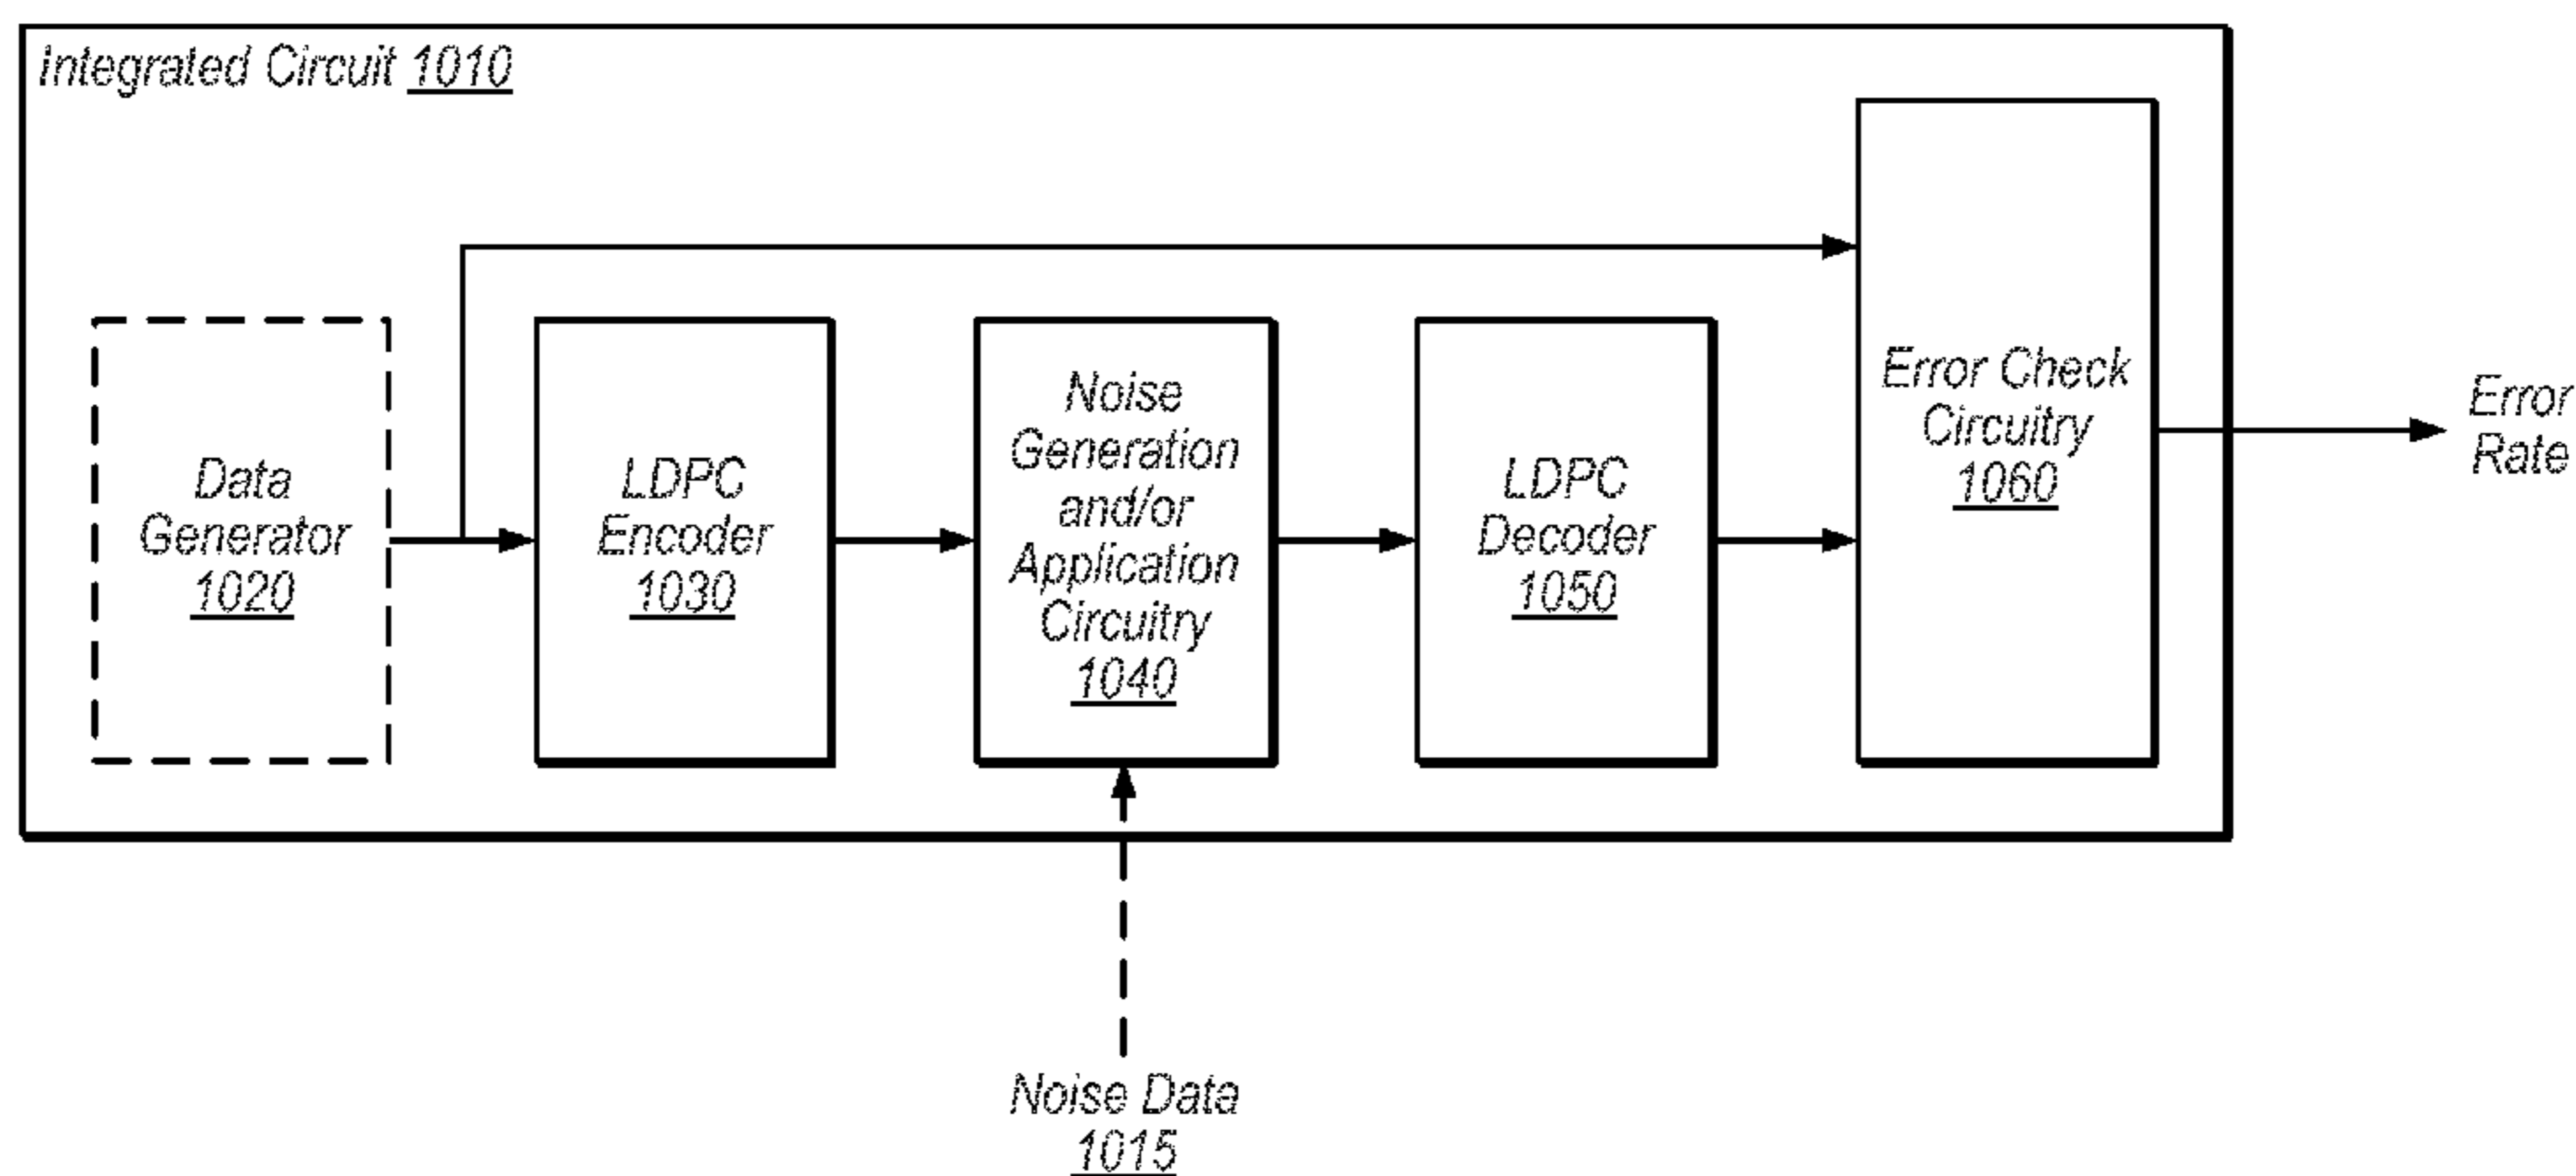 Integrated Circuit 1010
Data
Generator
1020
LDPC
Encoder
1030
Noise
Generation
and/or
Application
Circuitry
1040
LDPC
Decoder
1050
Error Check
Circuitry
1060
Error
Rate
Noise Data
1015